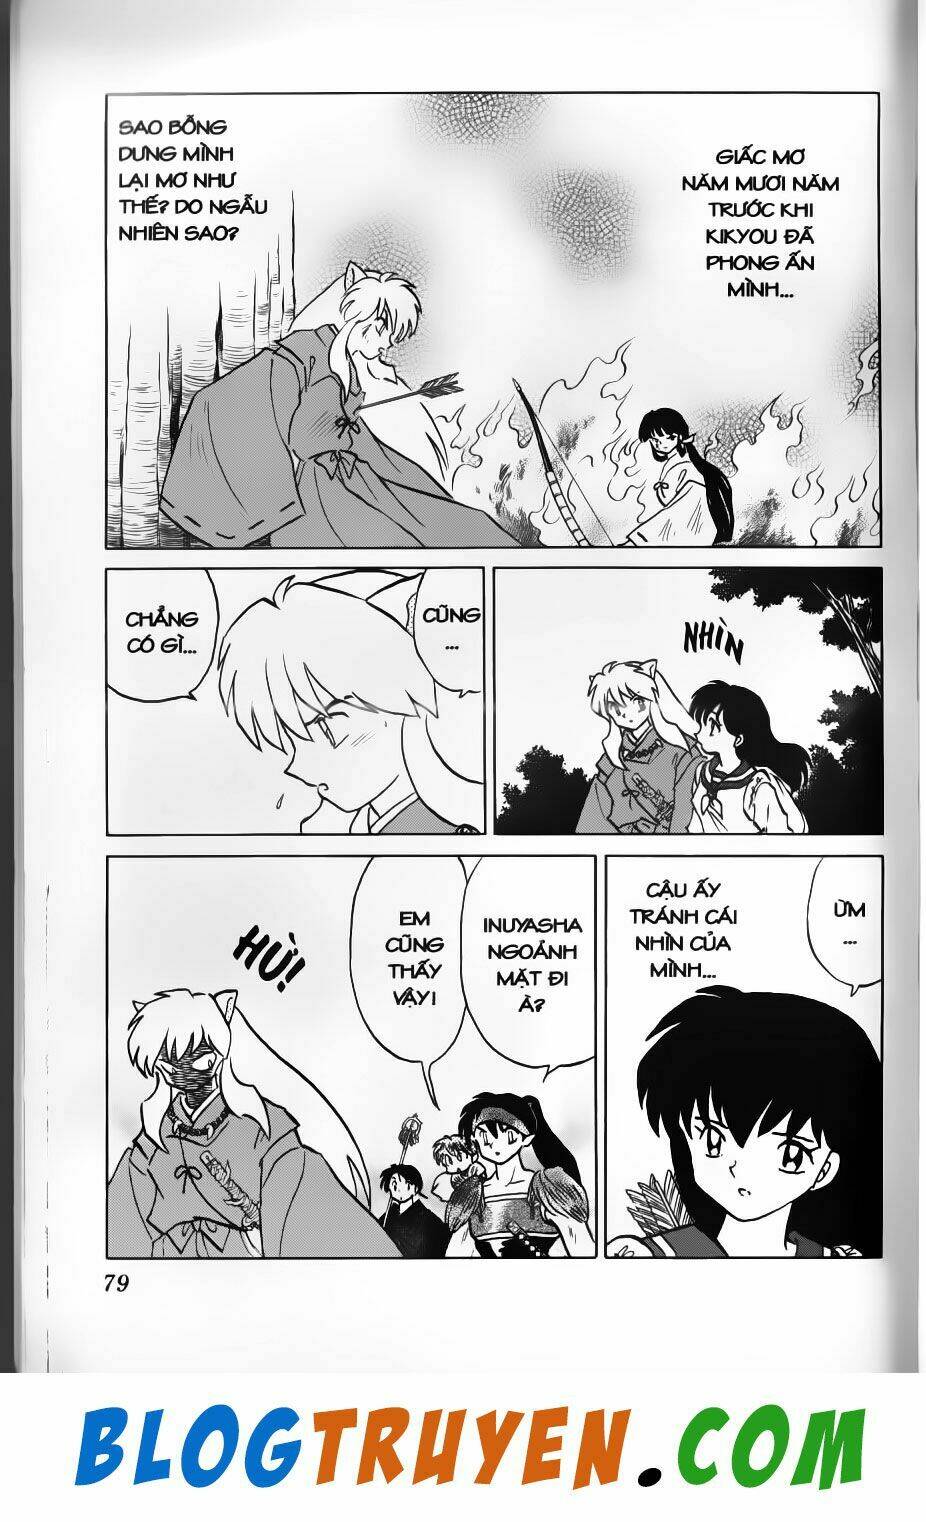 GIẤC MƠ
NĂM MƯƠI NĂM
TRƯỚC KHI
KIKYOU ĐÃ
PHONG ẤN
MÌNH...
SAO BỖNG
DƯNG MÌNH
LẠI MƠ NHƯ
THẾ? DO NGẪU
NHIÊN SAO?
NHÌN
CŨNG
...
CHẲNG
CÓ GÌ...
ỪM
...
CẬU ẤY
TRÁNH CÁI
NHÌN CỦA
MÌNH...
INUYASHA
NGOẢNH
MẶT ĐI
À?
EM
CŨNG
THẤY
VẬY!
HỪ!
79
BLOGTRUYEN.COM